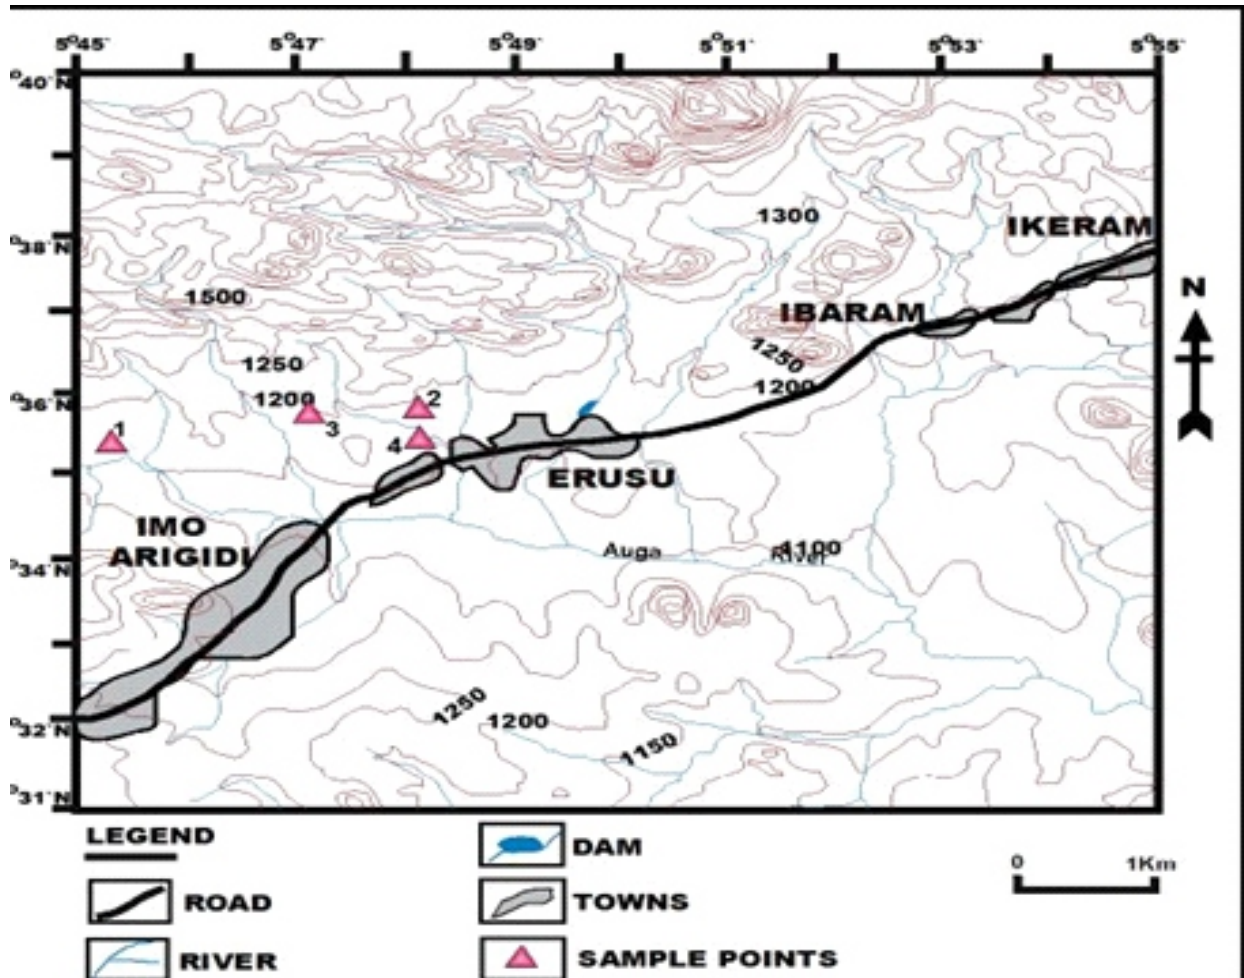 5°45' 5°47' 5°49' 5°51' 5°53' 5°55'
°40'N
1300
IKERAM
°38'N
1500
N
IBARAM
1250
1250
1200
1200
°36'N
2
1
3
4
ERUSU
IMO
ARIGIDI
Auga River
1100
°34'N
1250
1200
1150
°32'N
°31'N
LEGEND
ROAD
RIVER
DAM
TOWNS
SAMPLE POINTS
0 1Km